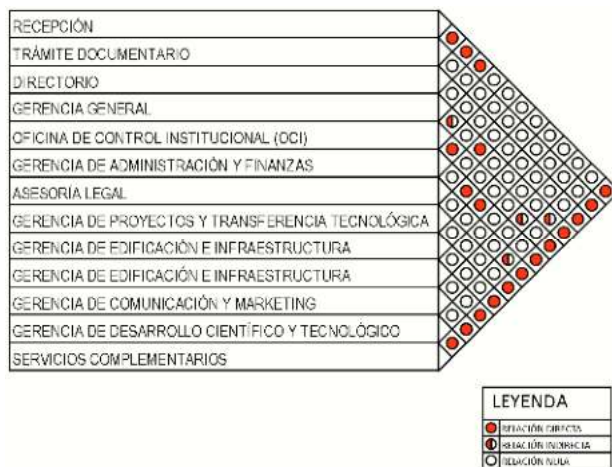 RECEPCIÓN
TRÁMITE DOCUMENTARIO
DIRECTORIO
GERENCIA GENERAL
OFICINA DE CONTROL INSTITUCIONAL (OCI)
GERENCIA DE ADMINISTRACIÓN Y FINANZAS
ASESORÍA LEGAL
GERENCIA DE PROYECTOS Y TRANSFERENCIA TECNOLÓGICA
GERENCIA DE EDIFICACIÓN E INFRAESTRUCTURA
GERENCIA DE EDIFICACIÓN E INFRAESTRUCTURA
GERENCIA DE COMUNICACIÓN Y MARKETING
GERENCIA DE DESARROLLO CIENTÍFICO Y TECNOLÓGICO
SERVICIOS COMPLEMENTARIOS
LEYENDA
RELACIÓN DIRECTA
RELACIÓN INDIRECTA
RELACIÓN NULA